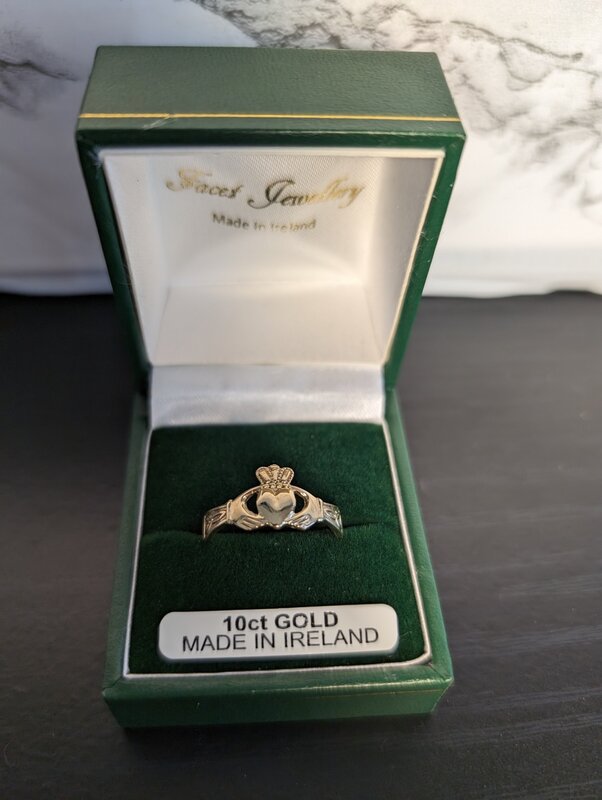 Faces Jewellery
Made In Ireland
10ct GOLD
MADE IN IRELAND